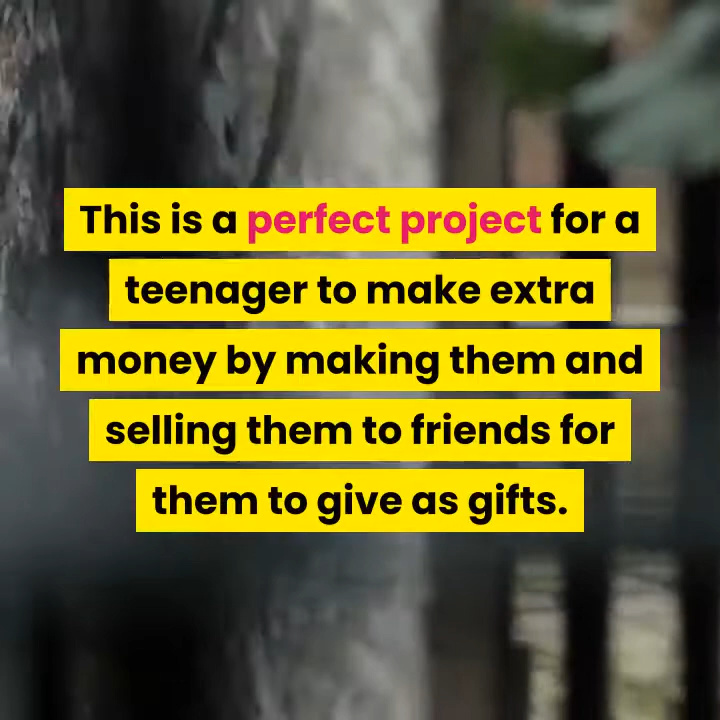 This is a perfect project for a
teenager to make extra
money by making them and
selling them to friends for
them to give as gifts.